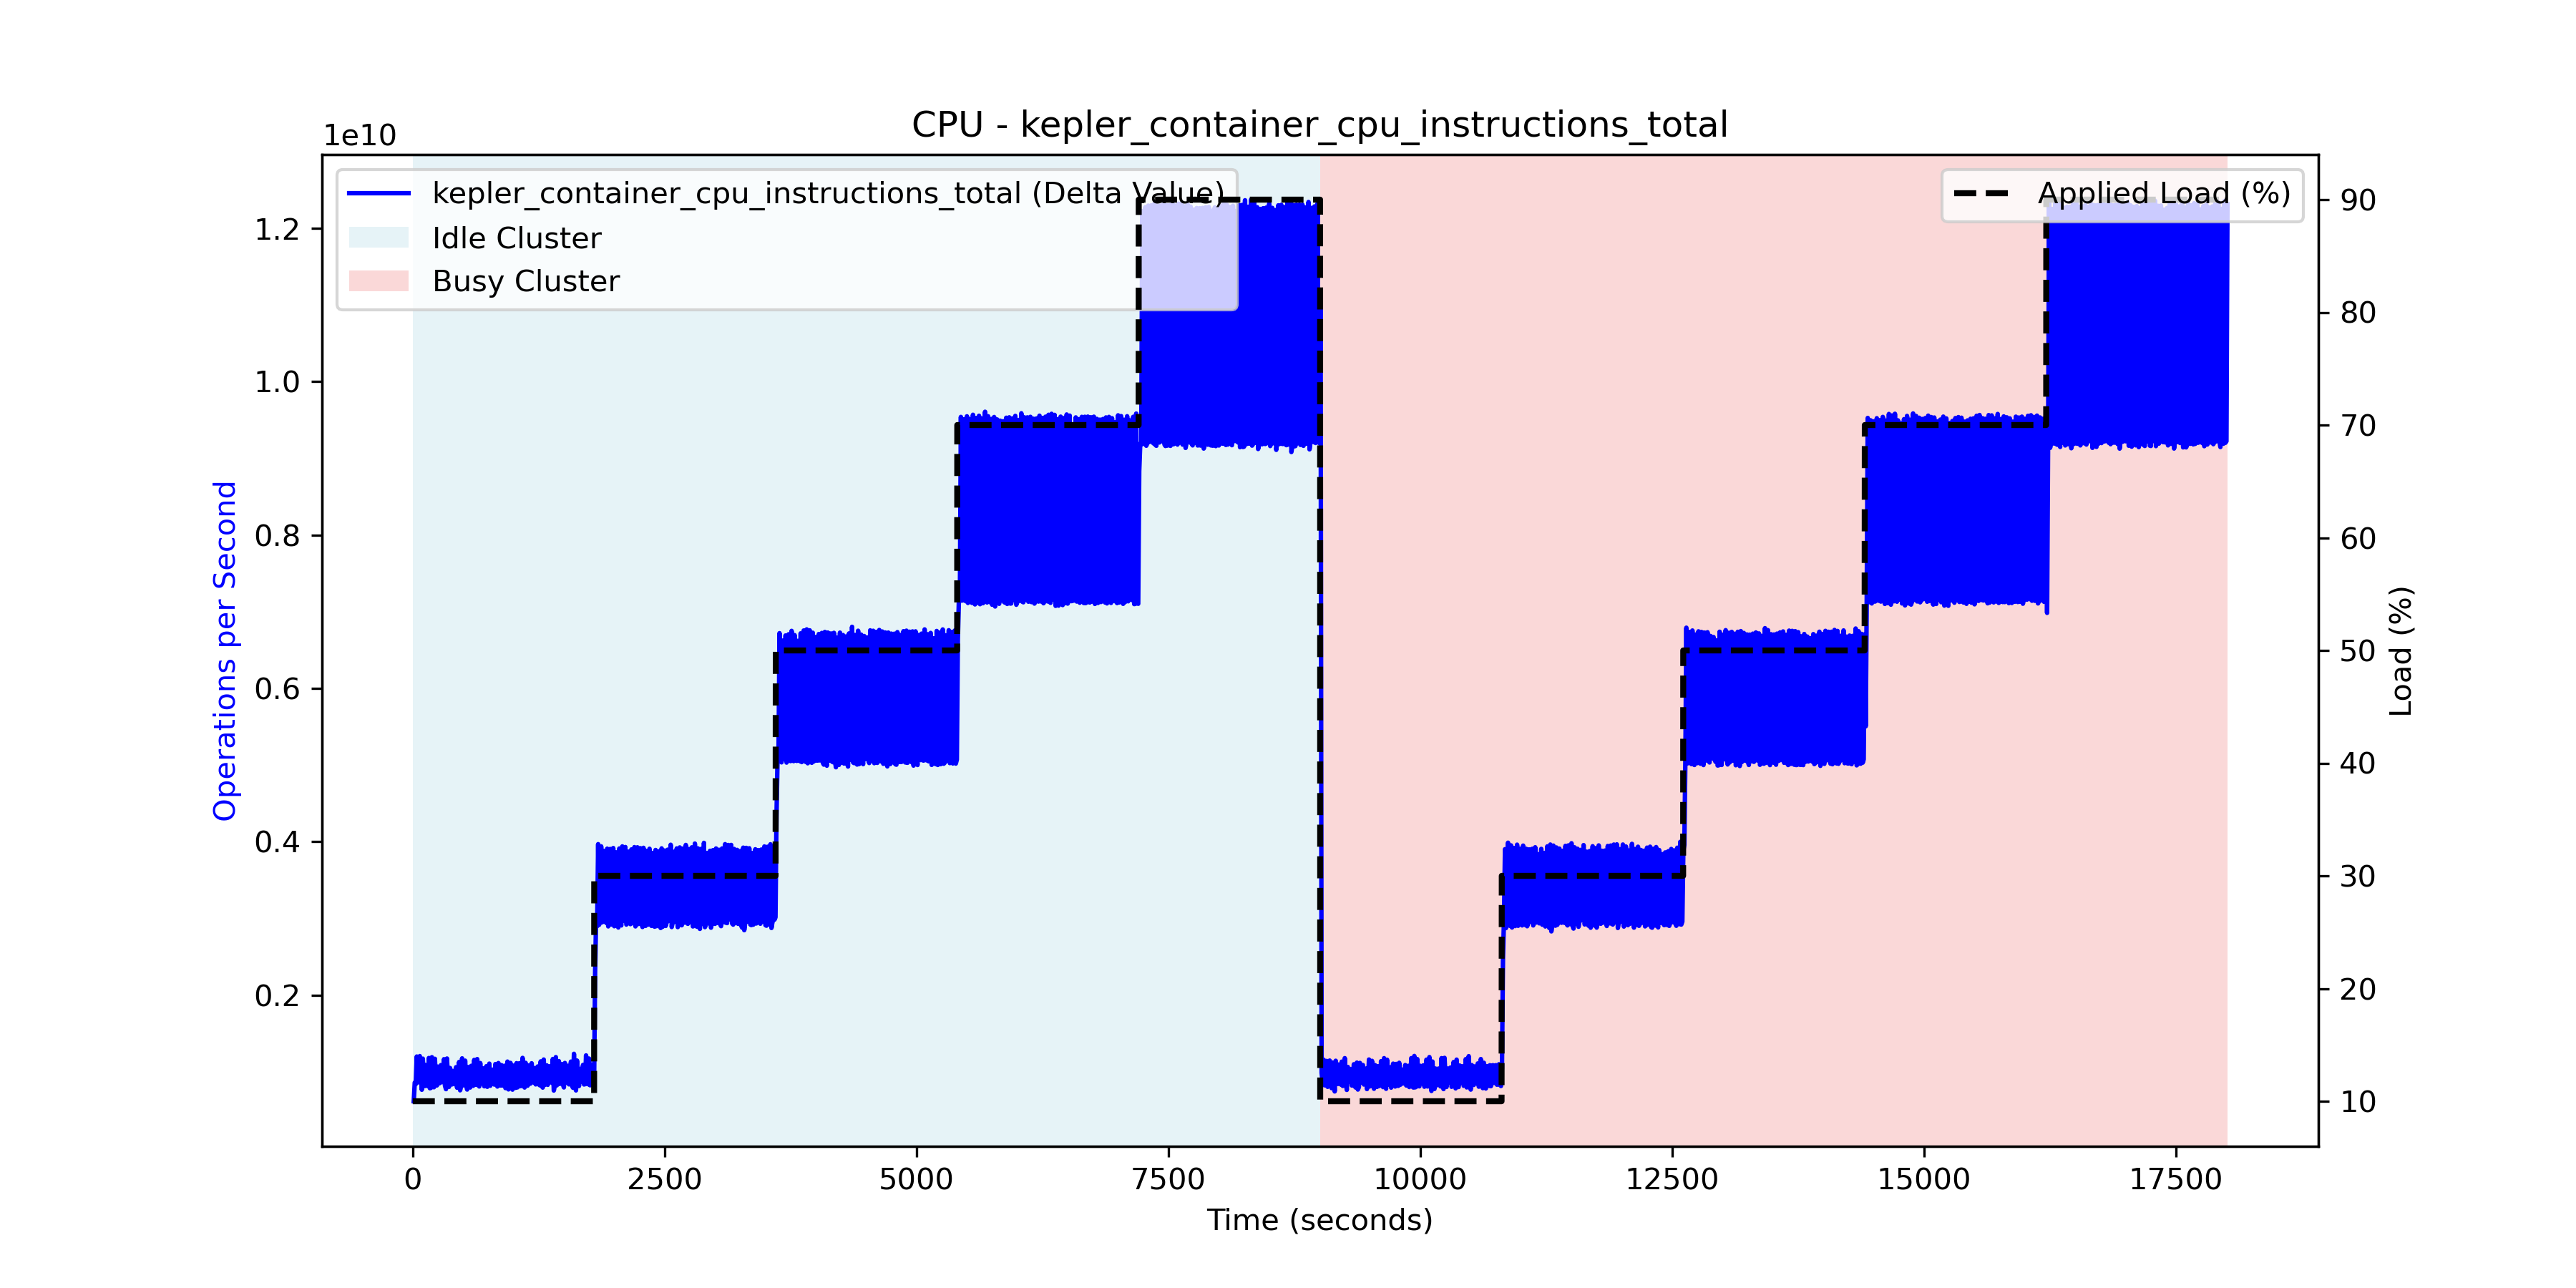 CPU - kepler_container_cpu_instructions_total
1e10
kepler_container_cpu_instructions_total (Delta Value)
Idle Cluster
Busy Cluster
Applied Load (%)
1.2
1.0
0.8
0.6
0.4
0.2
Operations per Second
90
80
70
60
50
40
30
20
10
Load (%)
0 2500 5000 7500 10000 12500 15000 17500
Time (seconds)